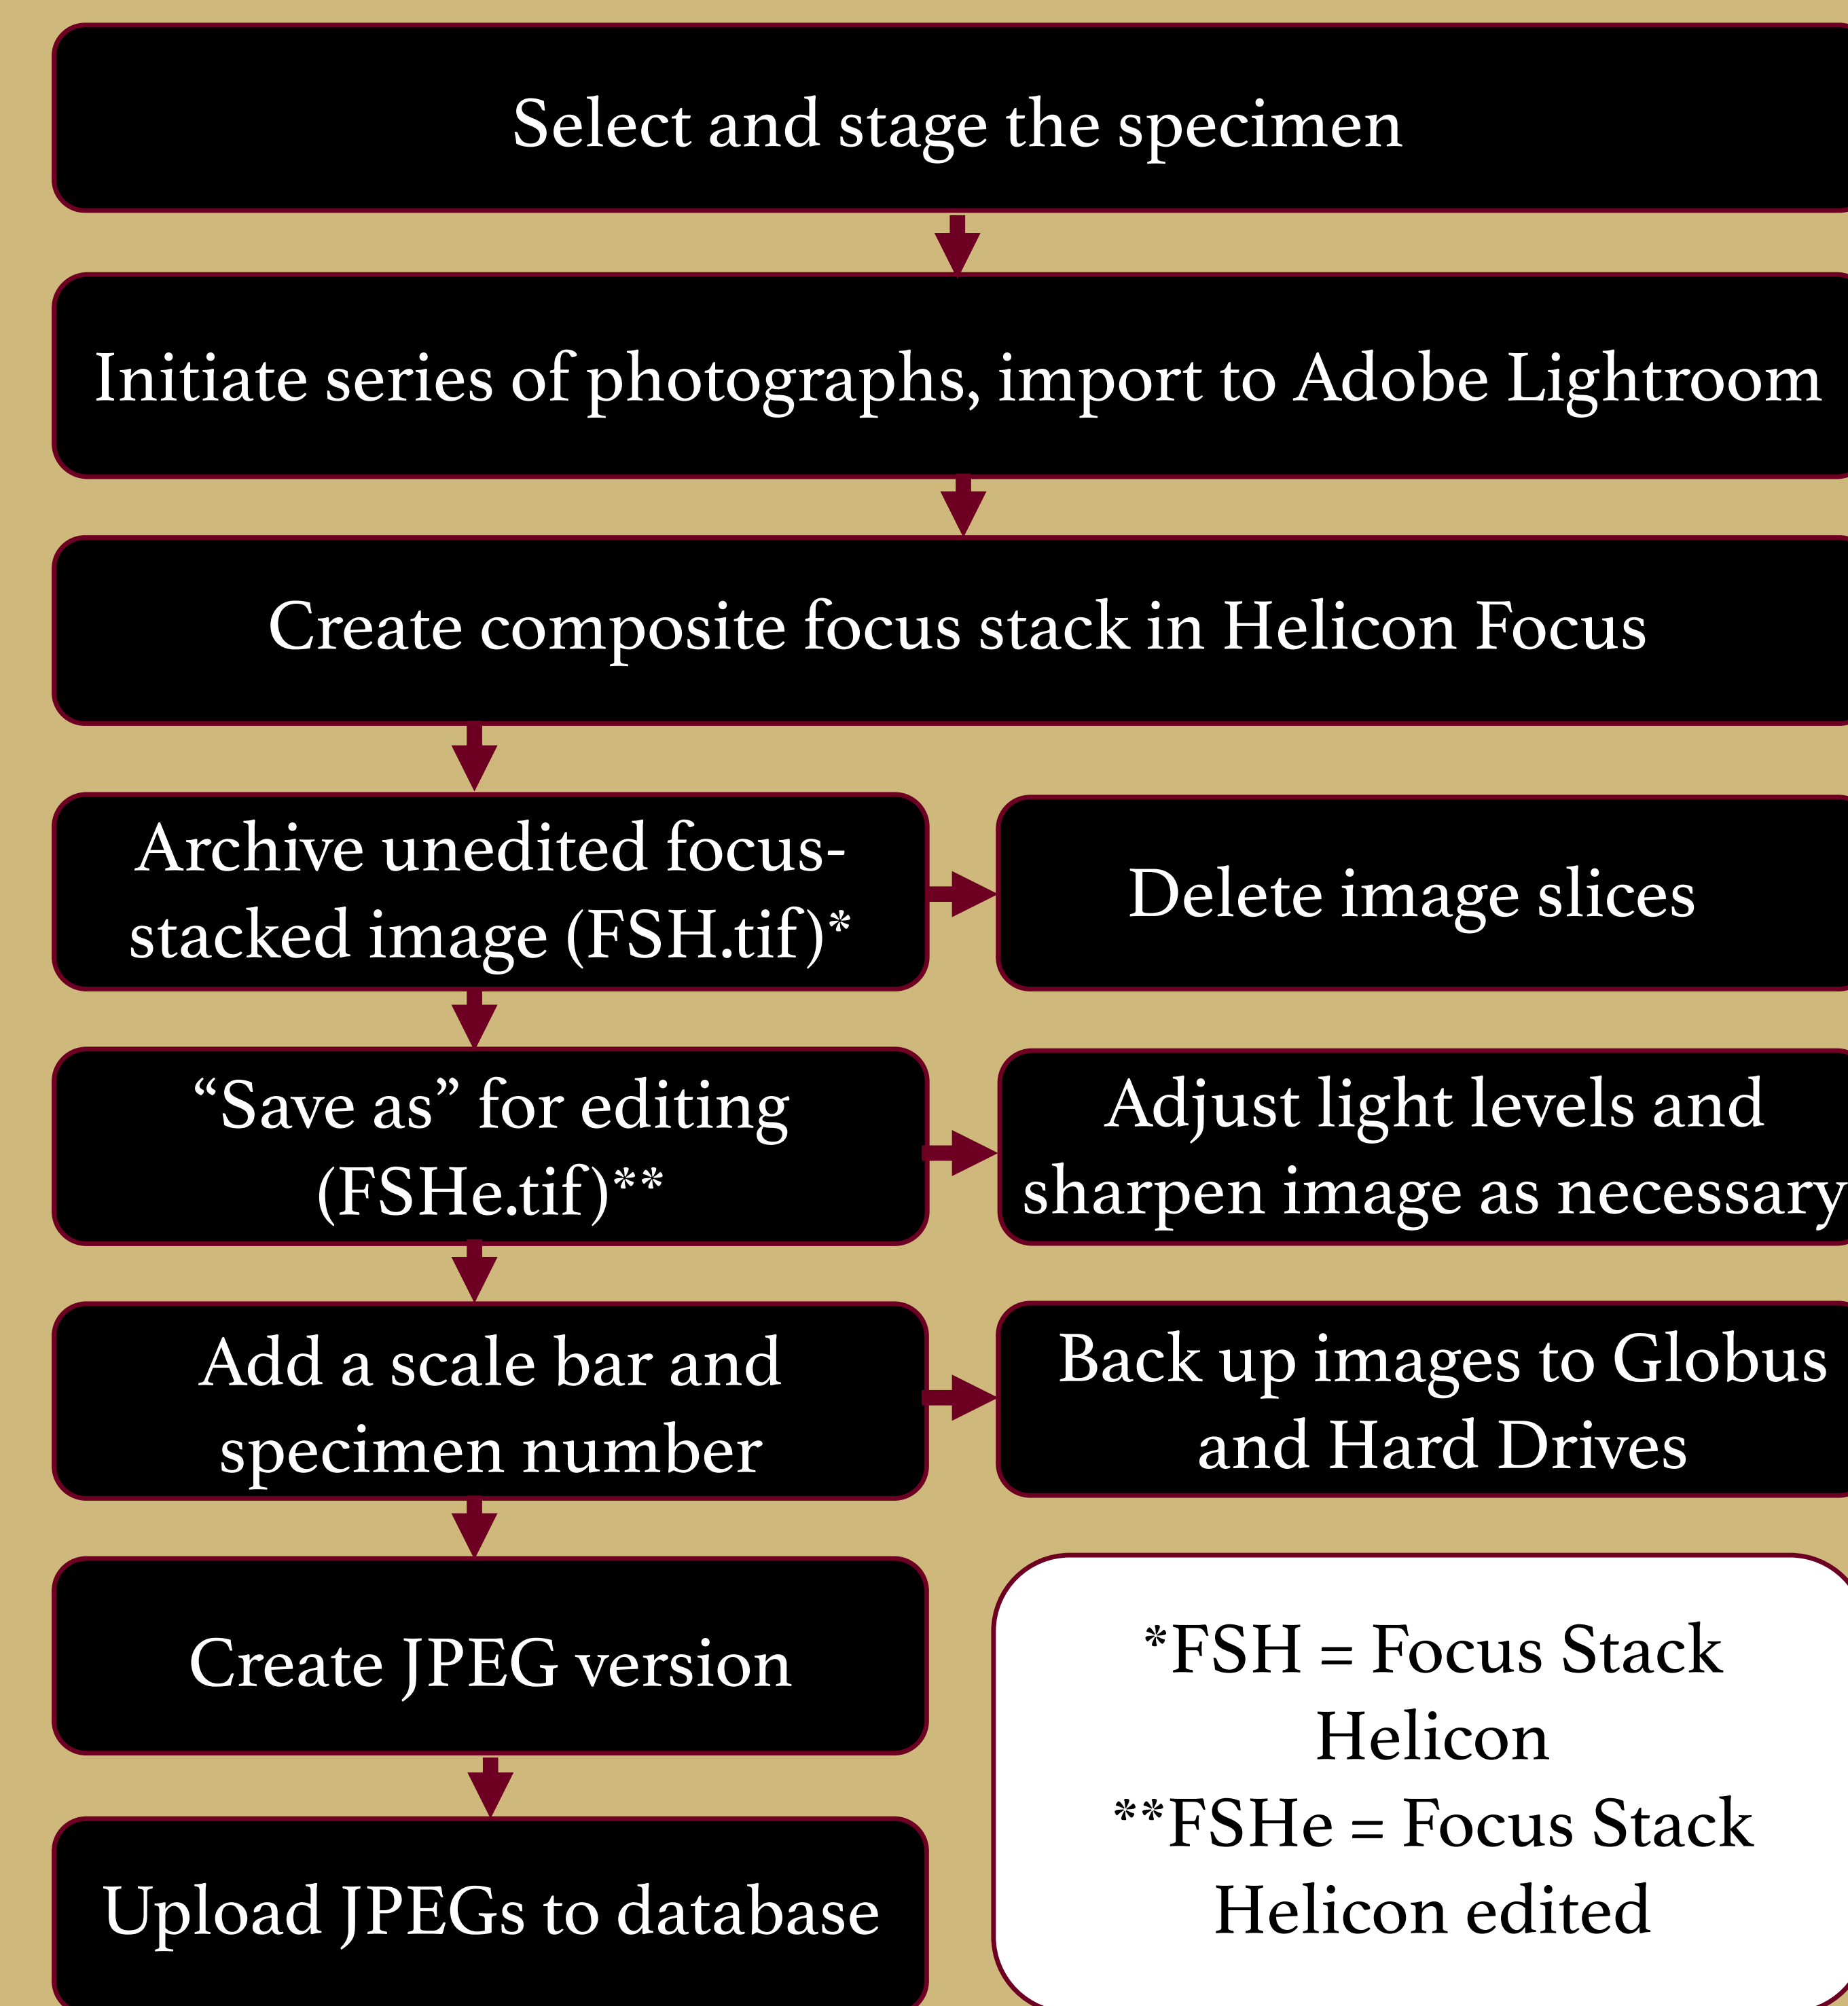 Select and stage the specimen
Initiate series of photographs, import to Adobe Lightroom
Create composite focus stack in Helicon Focus
Archive unedited focus-
stacked image (FSH.tif)*
Delete image slices
“Save as” for editing
(FSHe.tif)**
Adjust light levels and
sharpen image as necessary
Add a scale bar and
specimen number
Back up images to Globus
and Hard Drives
Create JPEG version
*FSH = Focus Stack
Helicon
**FSHe = Focus Stack
Helicon edited
Upload JPEGs to database